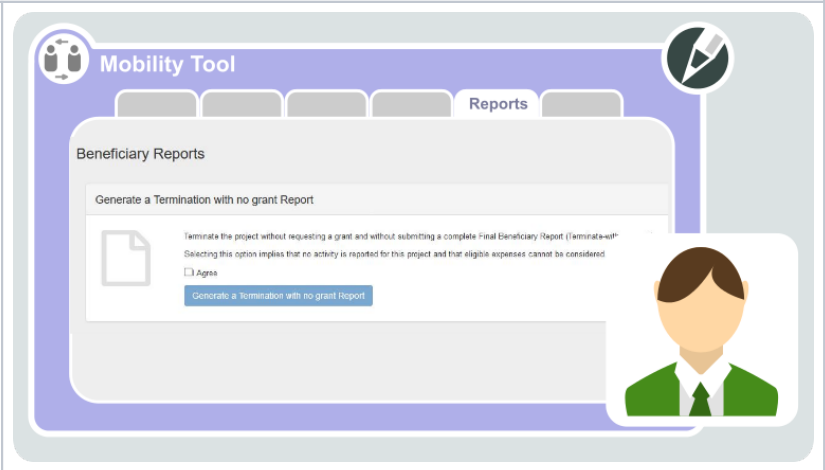 Mobility Tool
Reports
Beneficiary Reports
Generate a Termination with no grant Report
Terminate the project without requesting a grant and without submitting a complete Final Beneficiary Report (Terminate-with
Selecting this option implies that no activity is reported for this project and that eligible expenses cannot be considered
I Agree
Generate a Termination with no grant Report